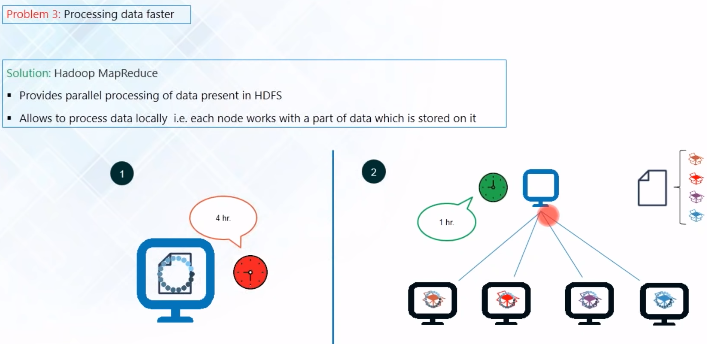 Problem 3: Processing data faster
Solution: Hadoop MapReduce
▪ Provides parallel processing of data present in HDFS
▪ Allows to process data locally i.e. each node works with a part of data which is stored on it
1
2
4 hr.
1 hr.